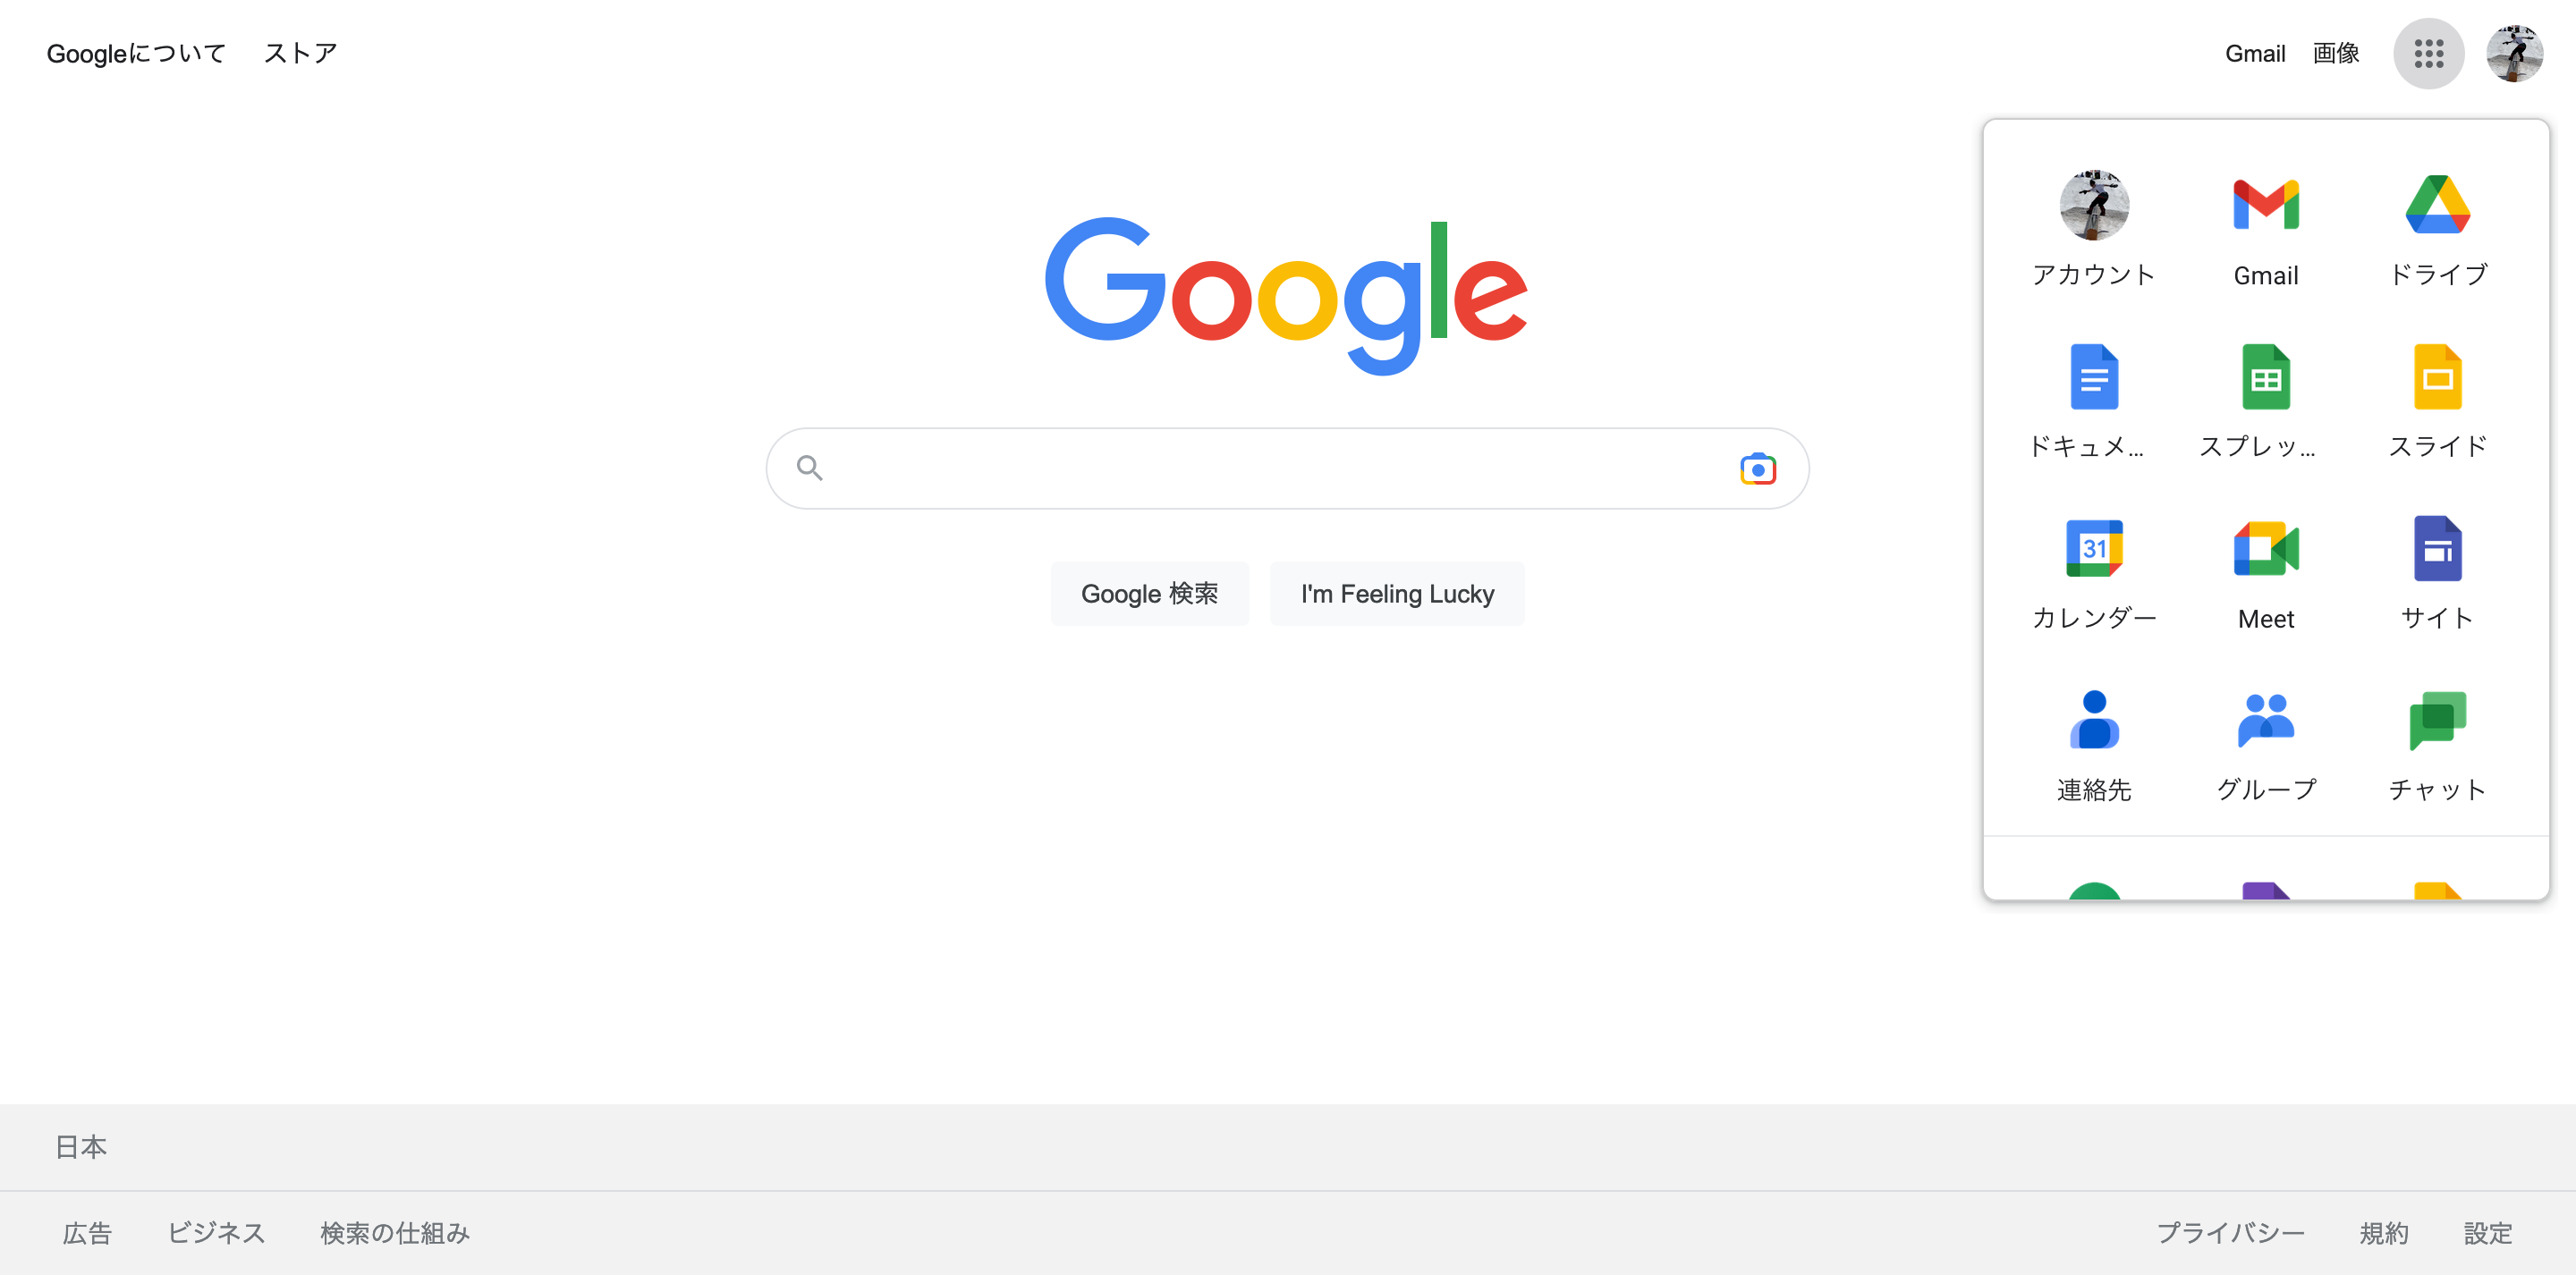 Googleについて ストア Gmail 画像
Google
Google 検索 I'm Feeling Lucky
アカウント Gmail ドライブ
ドキュメ... スプレッ... スライド
31
カレンダー Meet サイト
連絡先 グループ チャット
日本
広告 ビジネス 検索の仕組み プライバシー 規約 設定